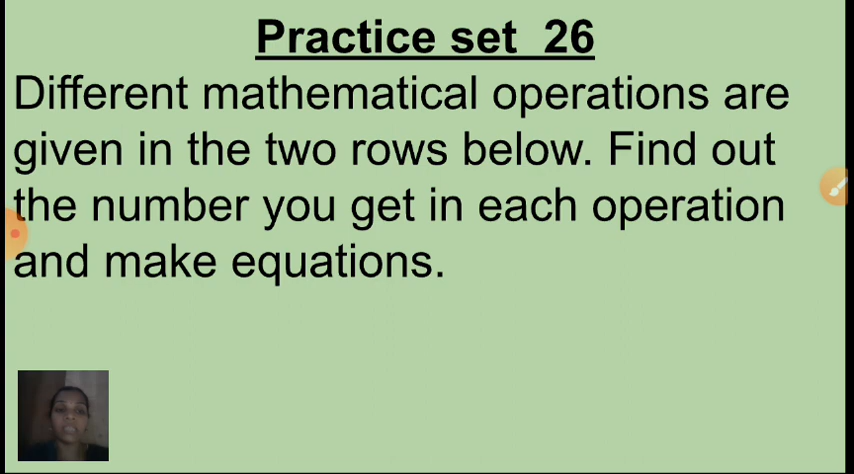 Practice set 26
Different mathematical operations are
given in the two rows below. Find out
the number you get in each operation
and make equations.